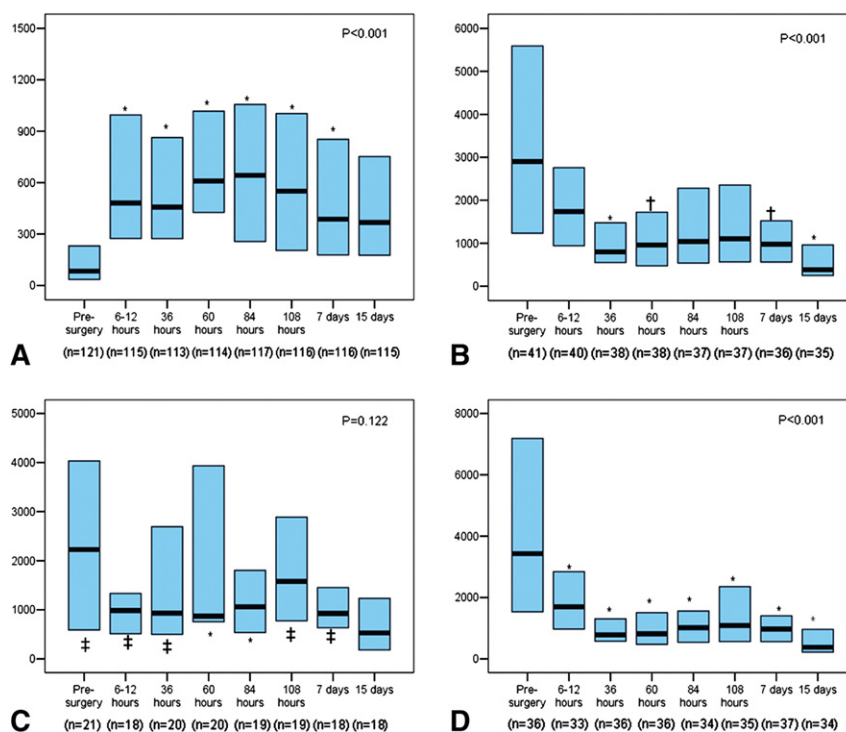 1500
P<0.001
1200
900
* * * * * *
600
300
0
Pre-surgery 6-12 hours 36 hours 60 hours 84 hours 108 hours 7 days 15 days
A (n=121) (n=115) (n=113) (n=114) (n=117) (n=116) (n=116) (n=115)
6000
P<0.001
5000
4000
3000
2000
* † † *
1000
0
Pre-surgery 6-12 hours 36 hours 60 hours 84 hours 108 hours 7 days 15 days
B (n=41) (n=40) (n=38) (n=38) (n=37) (n=37) (n=36) (n=35)
5000
P=0.122
4000
3000
2000
1000
0
‡ ‡ ‡ * * ‡ ‡
Pre-surgery 6-12 hours 36 hours 60 hours 84 hours 108 hours 7 days 15 days
C (n=21) (n=18) (n=20) (n=20) (n=19) (n=19) (n=18) (n=18)
8000
P<0.001
6000
4000
* * * * * * *
2000
0
Pre-surgery 6-12 hours 36 hours 60 hours 84 hours 108 hours 7 days 15 days
D (n=36) (n=33) (n=36) (n=36) (n=34) (n=35) (n=37) (n=34)